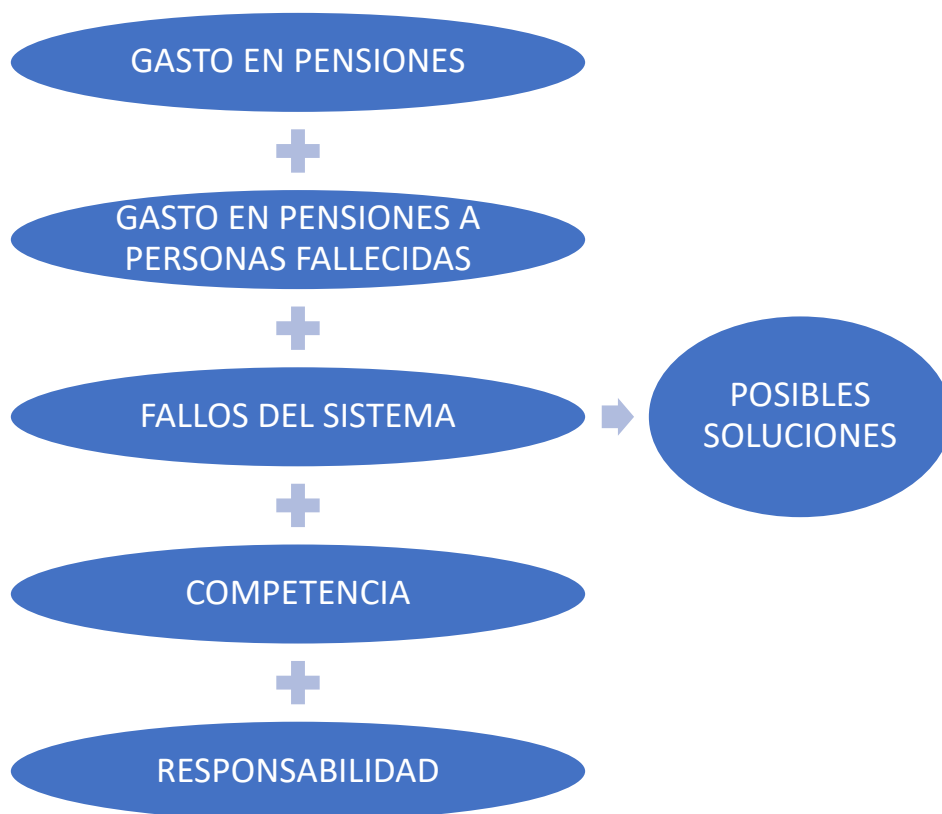 GASTO EN PENSIONES
GASTO EN PENSIONES A
PERSONAS FALLECIDAS
FALLOS DEL SISTEMA
POSIBLES
SOLUCIONES
COMPETENCIA
RESPONSABILIDAD